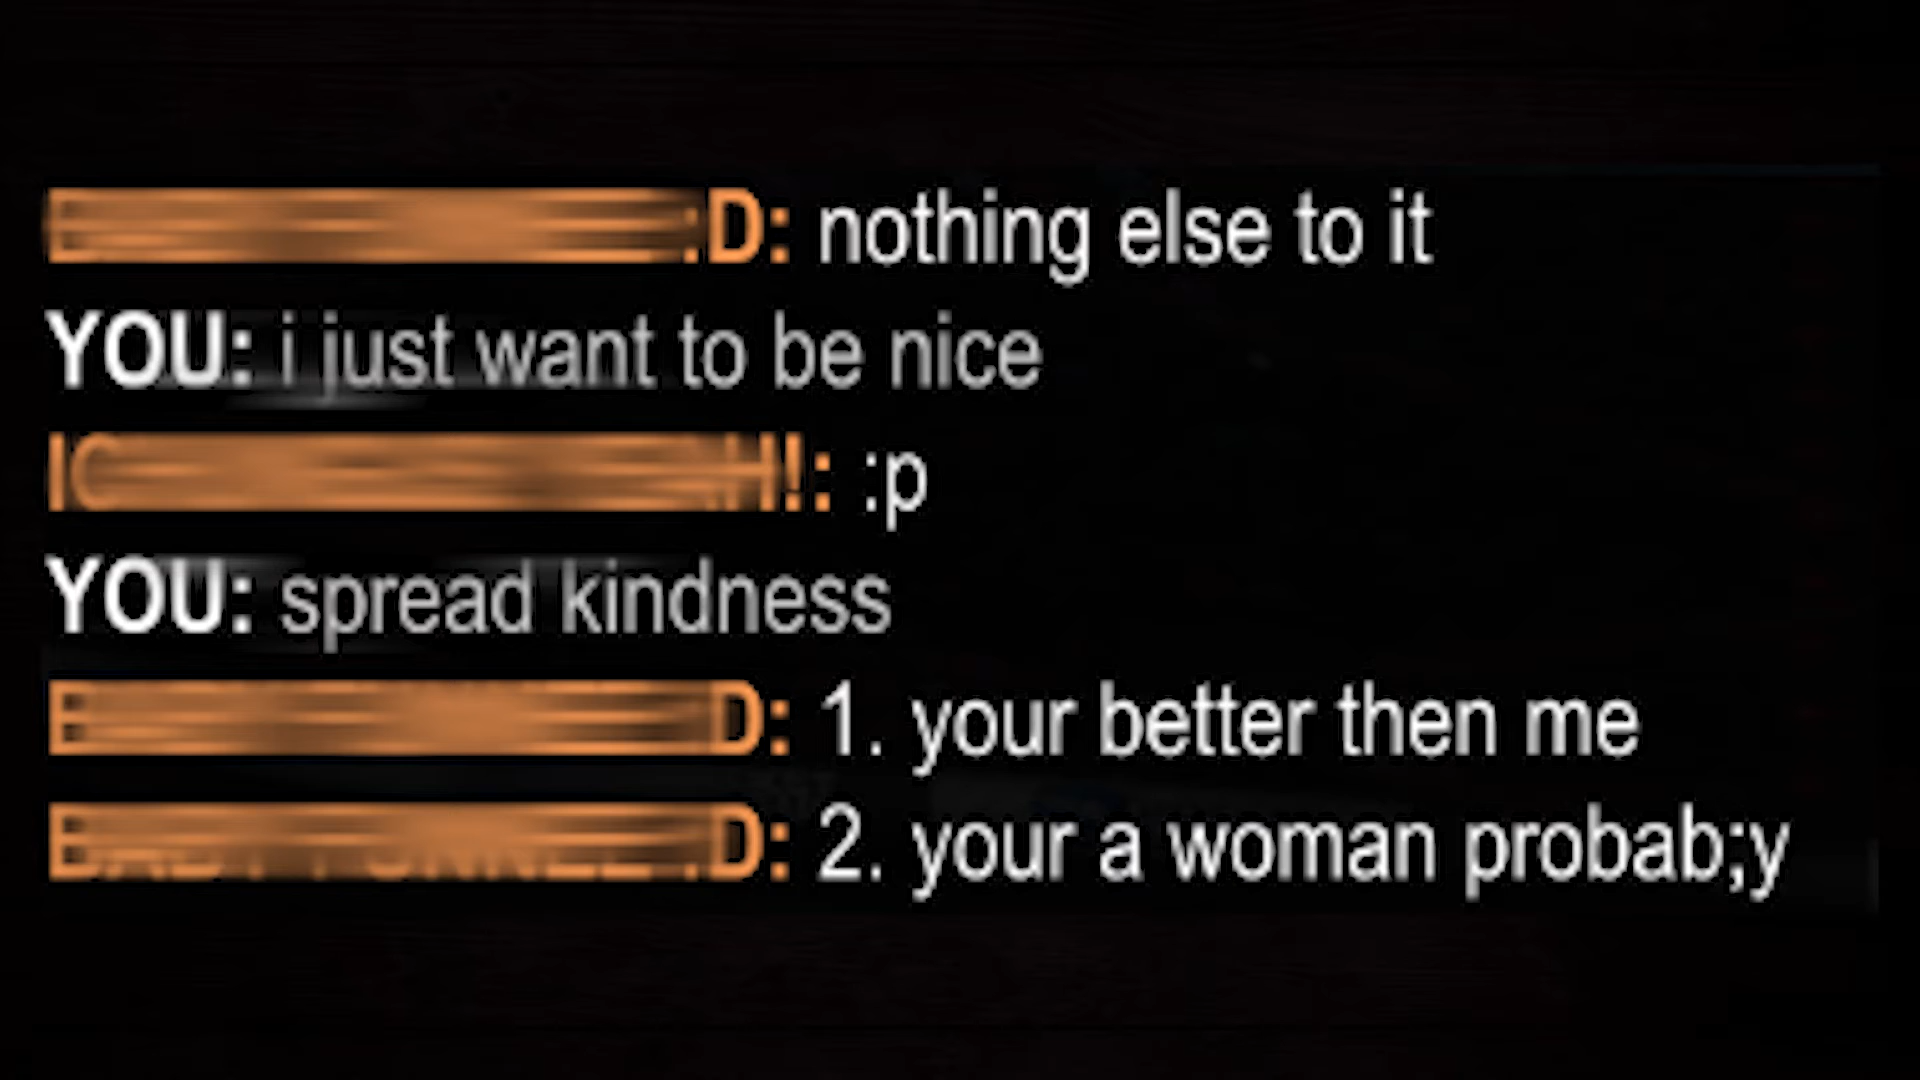 :D: nothing else to it
YOU: i just want to be nice
H!: :p
YOU: spread kindness
D: 1. your better then me
D: 2. your a woman probab;y